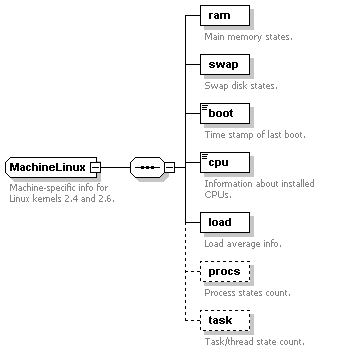 ram
Main memory states.
swap
Swap disk states.
boot
Time stamp of last boot.
MachineLinux
Machine-specific info for
Linux kernels 2.4 and 2.6.
cpu
Information about installed
CPUs.
load
Load average info.
procs
Process states count.
task
Task/thread state count.